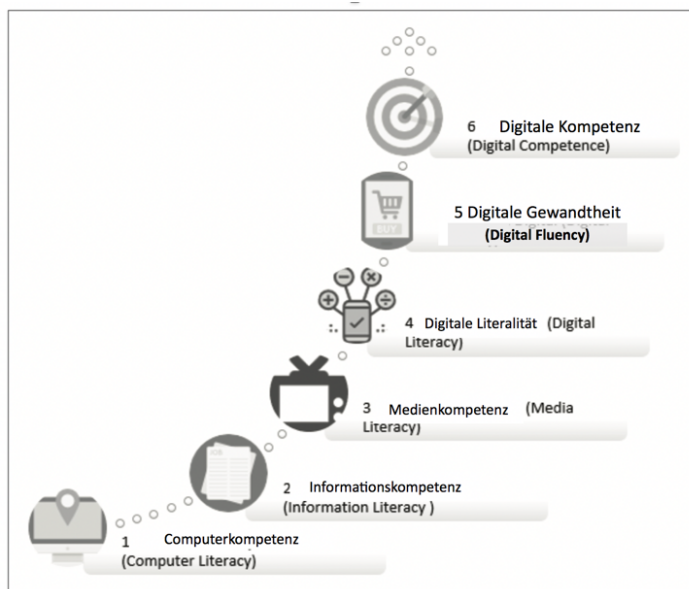 6 Digitale Kompetenz
(Digital Competence)
BUY
5 Digitale Gewandtheit
(Digital Fluency)
4 Digitale Literalität (Digital
Literacy)
3 Medienkompetenz (Media
Literacy)
2 Informationskompetenz
(Information Literacy )
1 Computerkompetenz
(Computer Literacy)